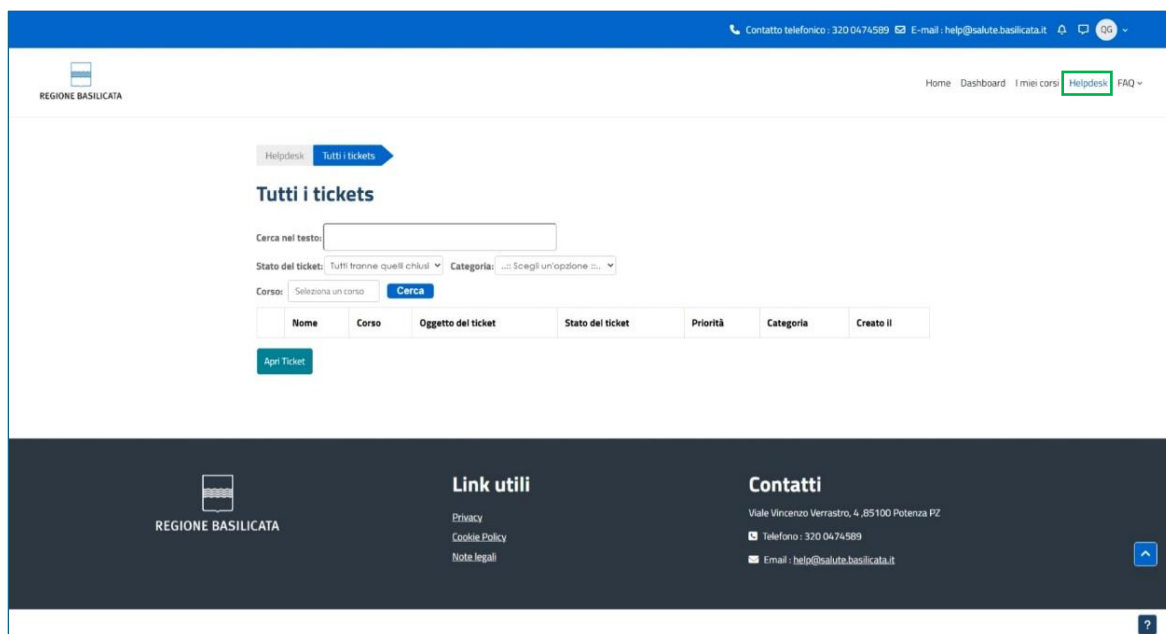 Contatto telefonico : 320 0474589 E-mail : help@salute.basilicata.it QG
REGIONE BASILICATA
Home Dashboard I miei corsi Helpdesk FAQ
Helpdesk Tutti i tickets
Tutti i tickets
Cerca nel testo:
Stato del ticket: Tutti tranne quelli chiusi Categoria: ..:: Scegli un'opzione ::..
Corso: Seleziona un corso Cerca
Nome Corso Oggetto del ticket Stato del ticket Priorità Categoria Creato il
Apri Ticket
REGIONE BASILICATA
Link utili
Privacy
Cookie Policy
Note legali
Contatti
Viale Vincenzo Verrastro, 4 ,85100 Potenza PZ
Telefono : 320 0474589
Email : help@salute.basilicata.it
?